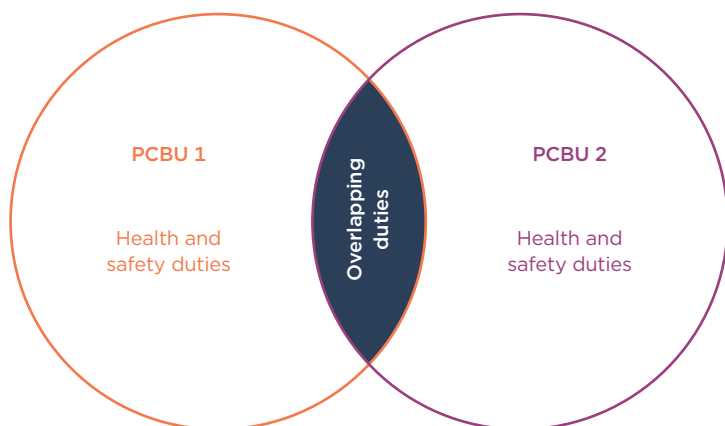 PCBU 1
Health and
safety duties
Overlapping
duties
PCBU 2
Health and
safety duties